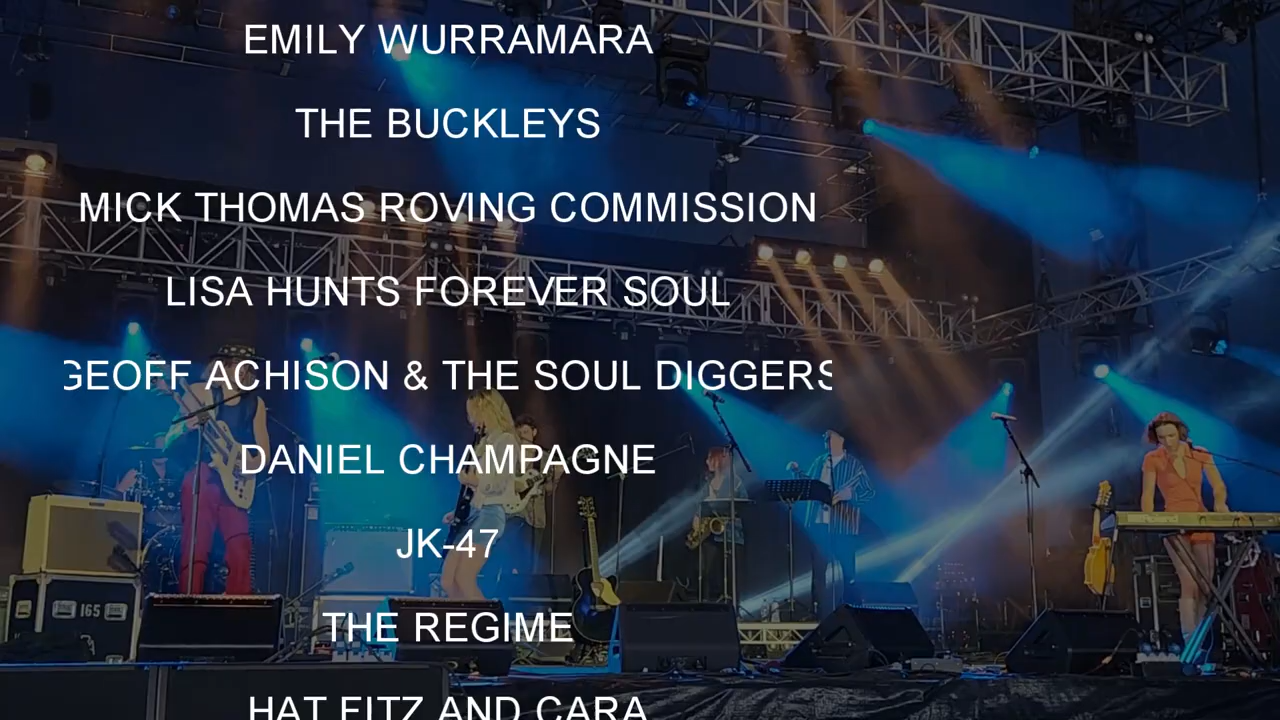 EMILY WURRAMARA
THE BUCKLEYS
MICK THOMAS ROVING COMMISSION
LISA HUNTS FOREVER SOUL
GEOFF ACHISON & THE SOUL DIGGERS
DANIEL CHAMPAGNE
JK-47
THE REGIME
HAT FITZ AND CARA
165